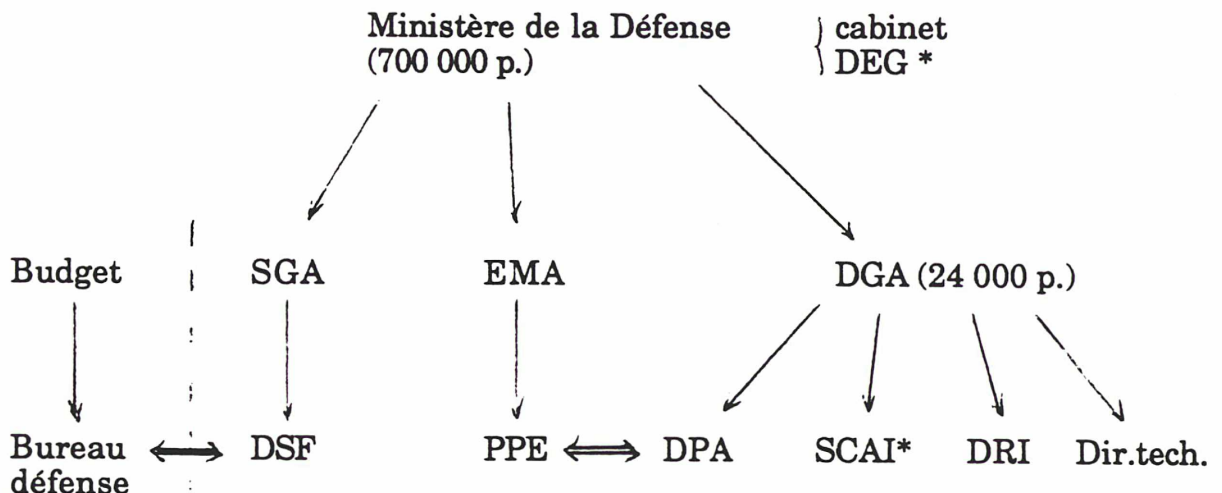 Ministère de la Défense
(700 000 p.)
cabinet
DEG *
Budget
SGA
EMA
DGA (24 000 p.)
Bureau
défense
DSF
PPE
DPA
SCAI*
DRI
Dir.tech.